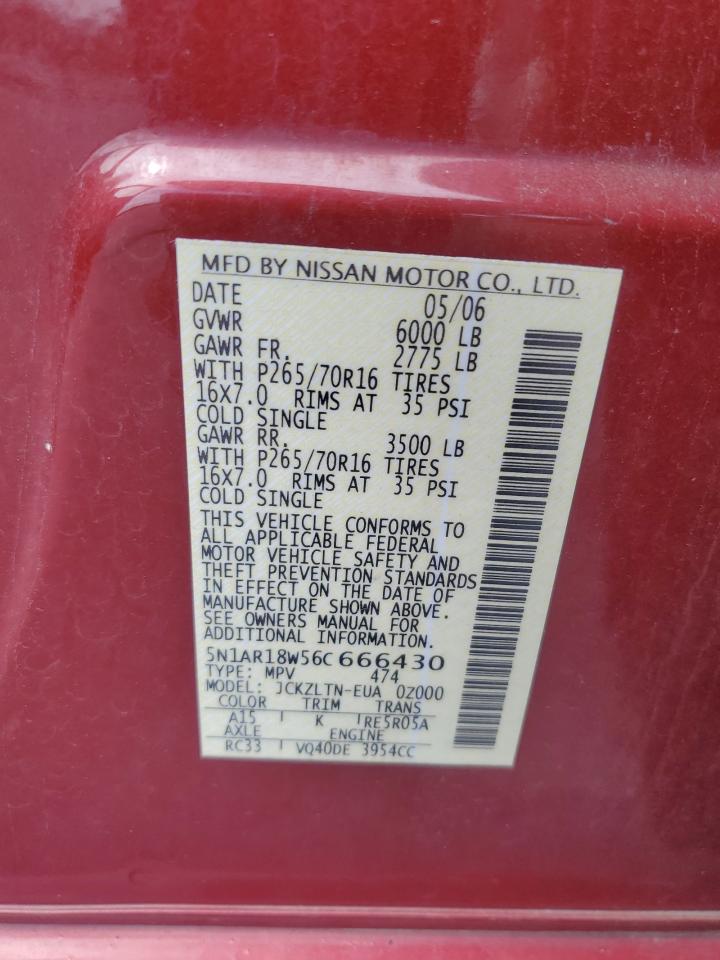 MFD BY NISSAN MOTOR CO., LTD.
DATE 05/06
GVWR 6000 LB
GAWR FR. 2775 LB
WITH P265/70R16 TIRES
16X7.0 RIMS AT 35 PSI
COLD SINGLE
GAWR RR. 3500 LB
WITH P265/70R16 TIRES
16X7.0 RIMS AT 35 PSI
COLD SINGLE
THIS VEHICLE CONFORMS TO
ALL APPLICABLE FEDERAL
MOTOR VEHICLE SAFETY AND
THEFT PREVENTION STANDARDS
IN EFFECT ON THE DATE OF
MANUFACTURE SHOWN ABOVE.
SEE OWNERS MANUAL FOR
ADDITIONAL INFORMATION.
5N1AR18W56C666430
TYPE: MPV 474
MODEL: JCKZLTN-EUA 0Z000
COLOR TRIM TRANS
A15 K RE5R05A
AXLE ENGINE
RC33 VQ40DE 3954CC